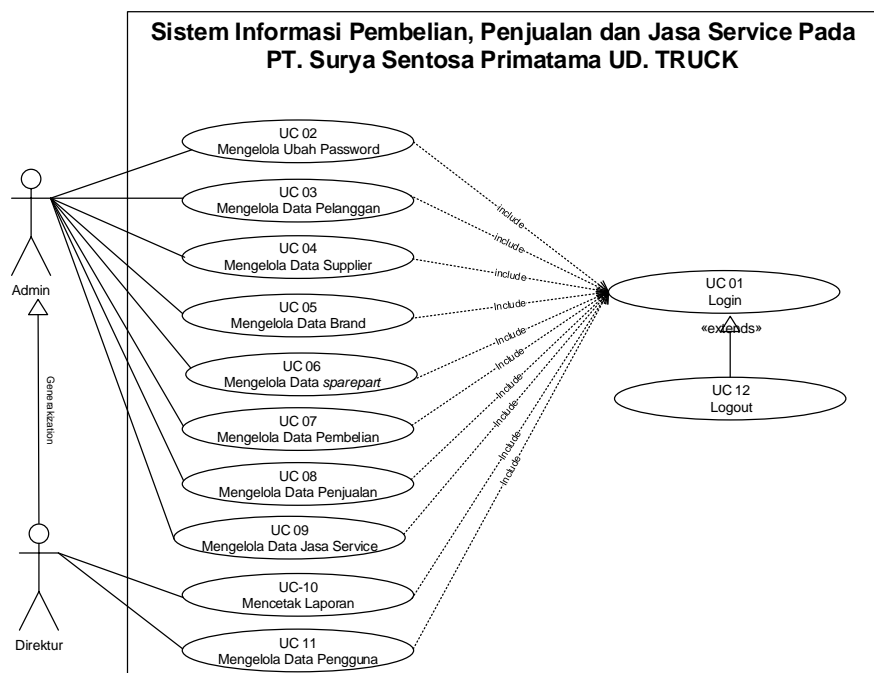 Sistem Informasi Pembelian, Penjualan dan Jasa Service Pada
PT. Surya Sentosa Primatama UD. TRUCK
UC 02
Mengelola Ubah Password
UC 03
Mengelola Data Pelanggan
UC 04
Mengelola Data Supplier
UC 05
Mengelola Data Brand
UC 06
Mengelola Data sparepart
UC 07
Mengelola Data Pembelian
UC 08
Mengelola Data Penjualan
UC 09
Mengelola Data Jasa Service
UC-10
Mencetak Laporan
UC 11
Mengelola Data Pengguna
Admin
Generakization
Direktur
include
include
include
Include
Include
Include
Include
Include
Include
Include
UC 01
Login
«extends»
UC 12
Logout